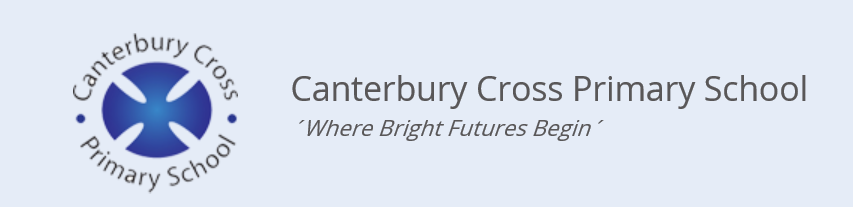 Canterbury Cross
Primary School
Canterbury Cross Primary School
´Where Bright Futures Begin´